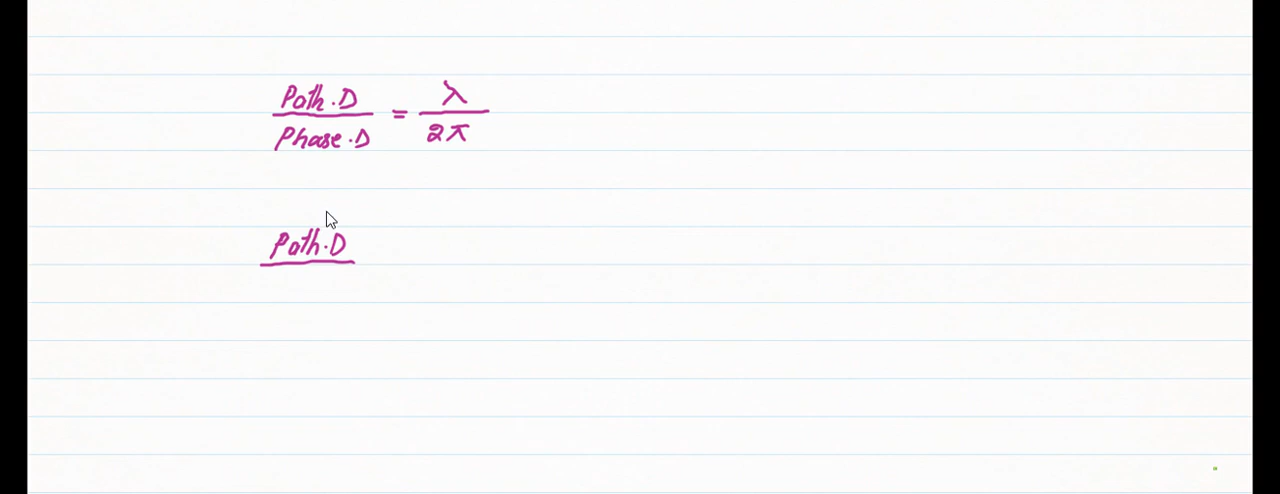 Path.D / Phase.D = λ / 2π
Path.D